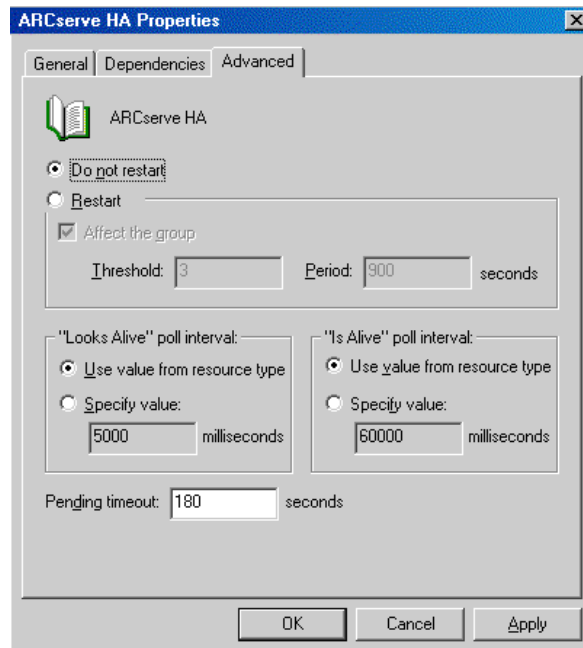 ARCserve HA Properties
General Dependencies Advanced
ARCserve HA
Do not restart
Restart
Affect the group
Threshold: 3 Period: 900 seconds
"Looks Alive" poll interval: "Is Alive" poll interval:
Use value from resource type Use value from resource type
Specify value: Specify value:
5000 milliseconds 60000 milliseconds
Pending timeout: 180 seconds
OK Cancel Apply